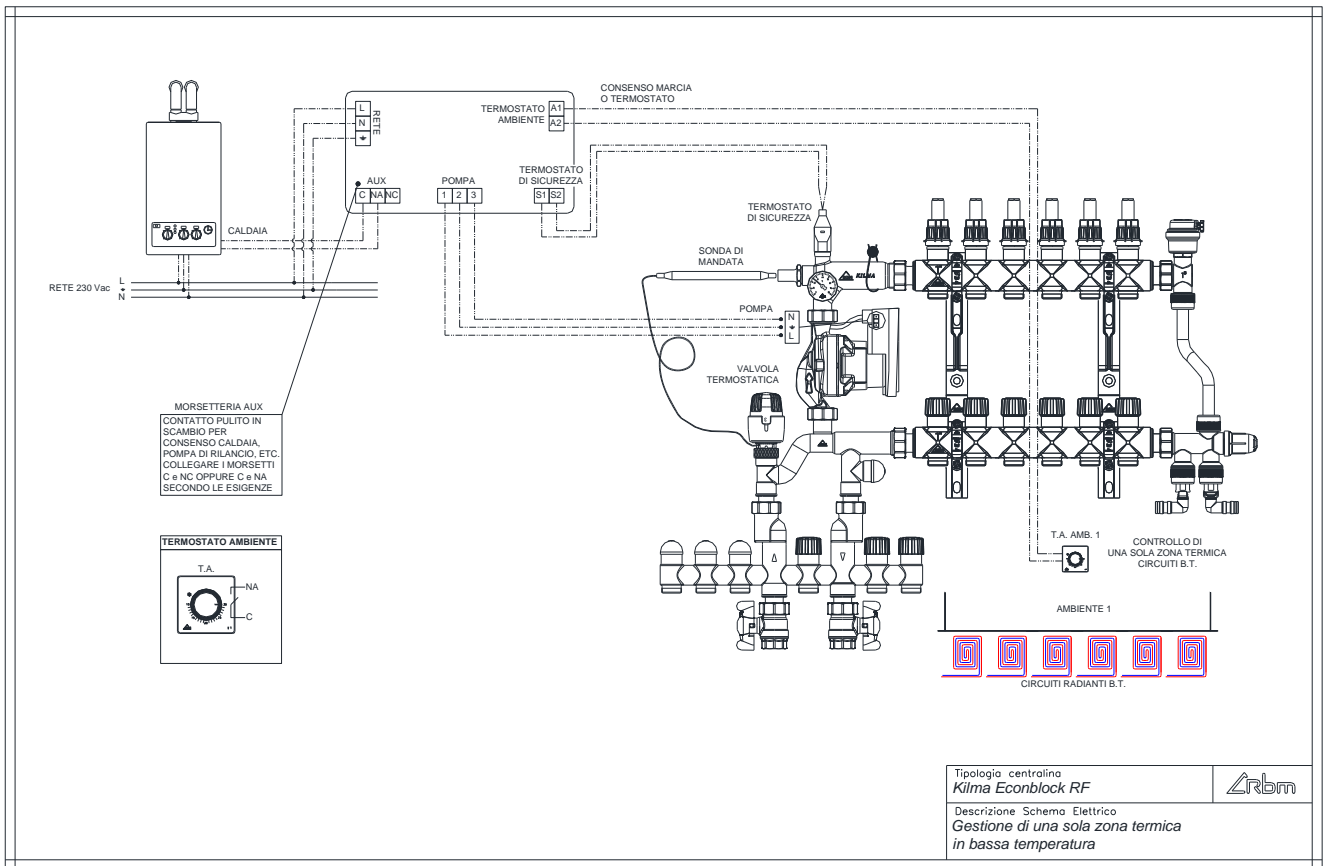 CONSENSO MARCIA
O TERMOSTATO
L
N
RETE
TERMOSTATO
AMBIENTE
A1
A2
AUX
C NA NC
POMPA
1 2 3
TERMOSTATO
DI SICUREZZA
S1 S2
CALDAIA
RETE 230 Vac
L
N
TERMOSTATO
DI SICUREZZA
SONDA DI
MANDATA
KILMA
POMPA
N
L
VALVOLA
TERMOSTATICA
MORSETTERIA AUX
CONTATTO PULITO IN
SCAMBIO PER
CONSENSO CALDAIA,
POMPA DI RILANCIO, ETC.
COLLEGARE I MORSETTI
C e NC OPPURE C e NA
SECONDO LE ESIGENZE
TERMOSTATO AMBIENTE
T.A.
NA
C
T.A. AMB. 1
CONTROLLO DI
UNA SOLA ZONA TERMICA
CIRCUITI B.T.
AMBIENTE 1
CIRCUITI RADIANTI B.T.
Tipologia centralina
Kilma Econblock RF
rbm
Descrizione Schema Elettrico
Gestione di una sola zona termica
in bassa temperatura